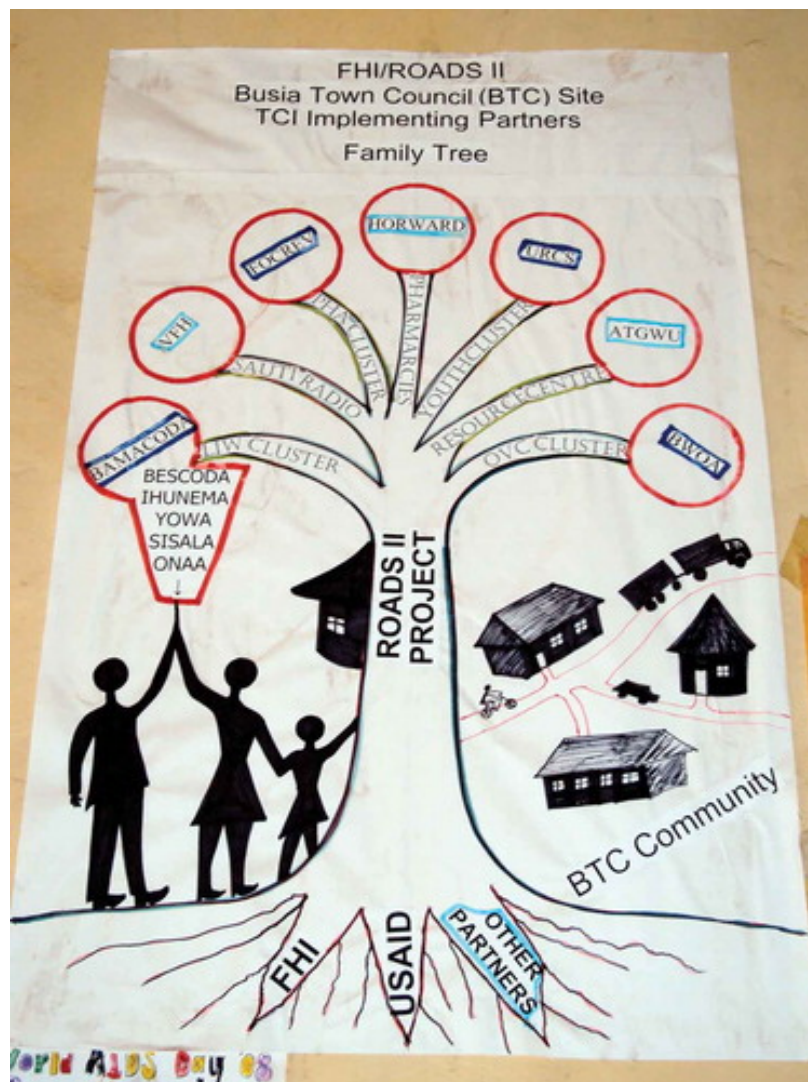 FHI/ROADS II
Busia Town Council (BTC) Site
TCI Implementing Partners
Family Tree
HORWARD
FOCREV
URCS
VFH
ATGWU
BAMACODA
BWOA
PHARMARCIES
PHA CLUSTER
YOUTHCLUSTER
SAUTI RADIO
RESOURCECENTRE
LIW CLUSTER
OVC CLUSTER
BESCODA
IHUNEMA
YOWA
SISALA
ONAA
ROADS II
PROJECT
BTC Community
FHI
USAID
OTHER
PARTNERS
World AIDS Day 08